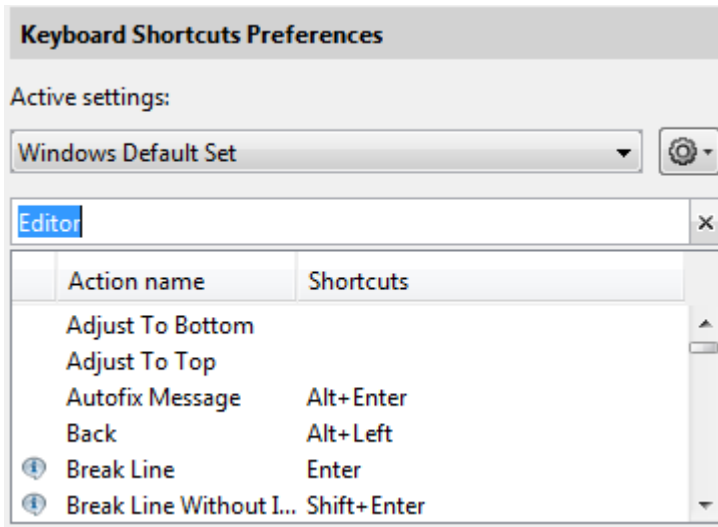 Keyboard Shortcuts Preferences
Active settings:
Windows Default Set
Editor
Action name Shortcuts
Adjust To Bottom
Adjust To Top
Autofix Message Alt+Enter
Back Alt+Left
Break Line Enter
Break Line Without I... Shift+Enter